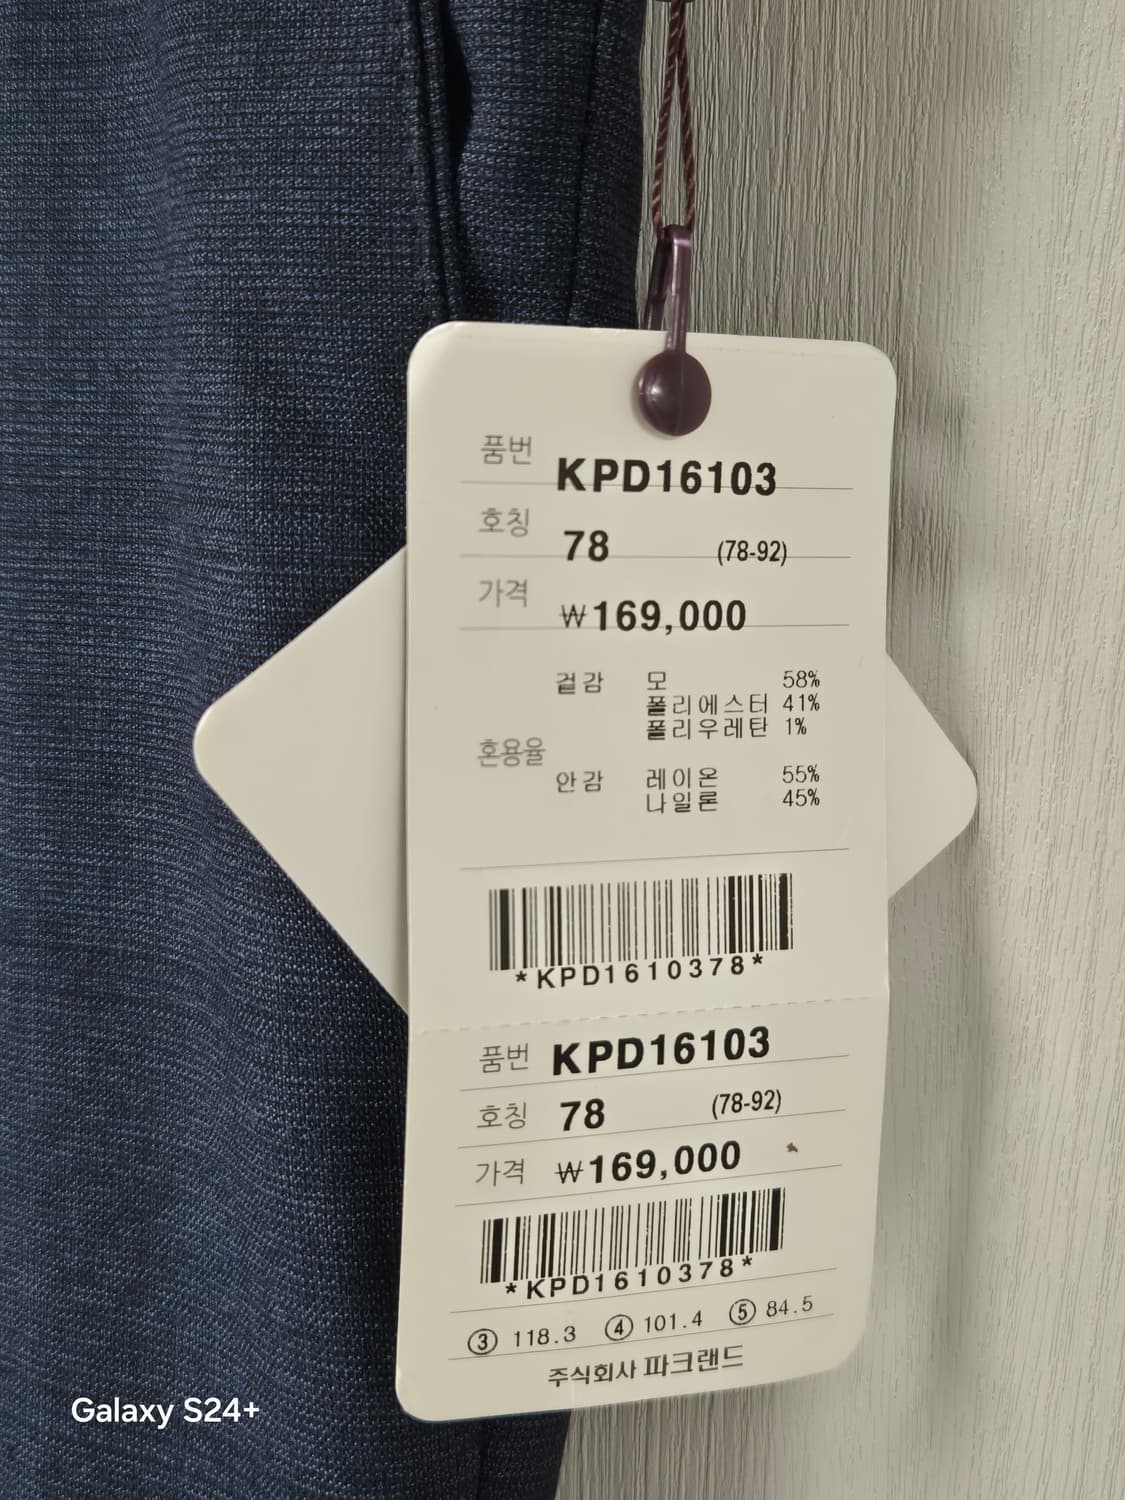 품번 KPD16103
호칭 78 (78-92)
가격 ₩169,000
겉감 모 58%
폴리에스터 41%
폴리우레탄 1%
혼용율
안감 레이온 55%
나일론 45%
*KPD1610378*
품번 KPD16103
호칭 78 (78-92)
가격 ₩169,000
*KPD1610378*
③ 118.3 ④ 101.4 ⑤ 84.5
주식회사 파크랜드
Galaxy S24+